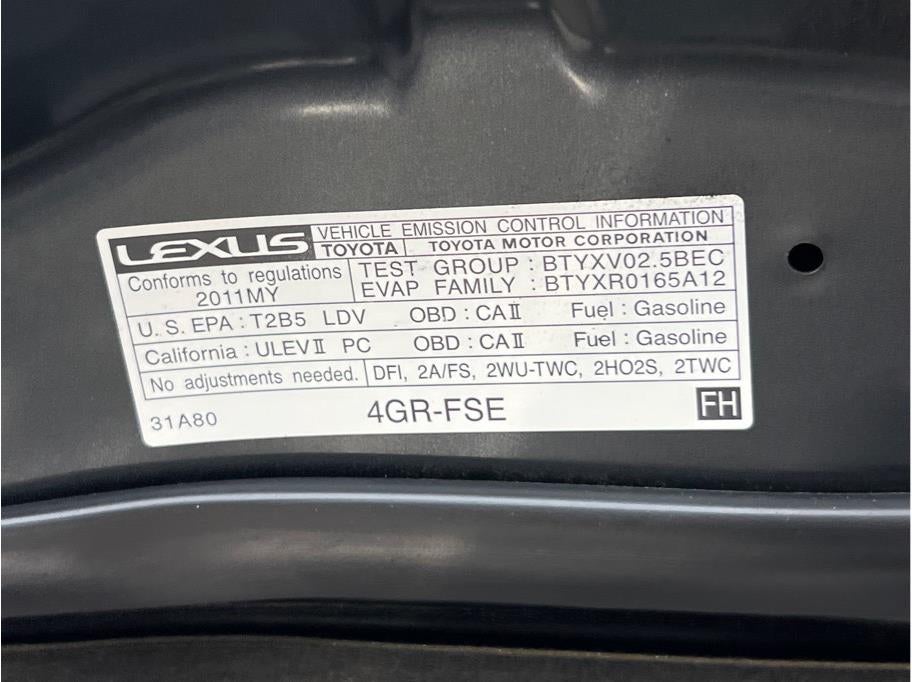 LEXUS VEHICLE EMISSION CONTROL INFORMATION
TOYOTA TOYOTA MOTOR CORPORATION
Conforms to regulations
2011MY
TEST GROUP : BTYXV02.5BEC
EVAP FAMILY : BTYXR0165A12
U.S. EPA : T2B5 LDV OBD : CAⅡ Fuel : Gasoline
California : ULEVⅡ PC OBD : CAⅡ Fuel : Gasoline
No adjustments needed. DFI, 2A/FS, 2WU-TWC, 2HO2S, 2TWC
31A80 4GR-FSE FH